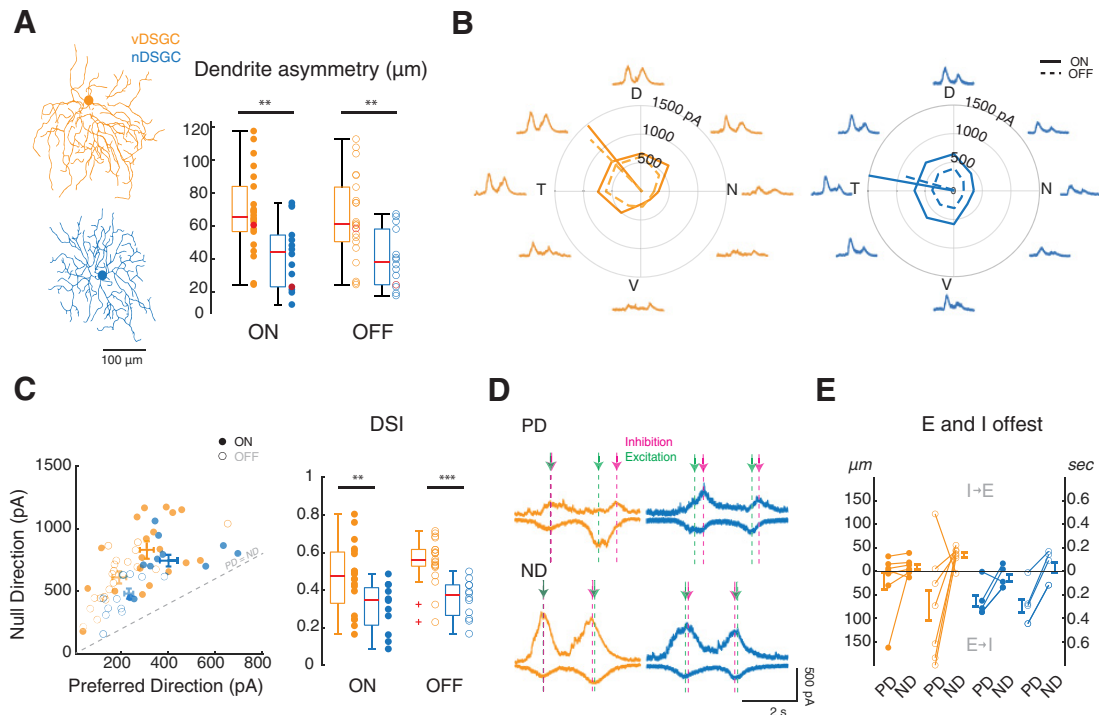 A
vDSGC
nDSGC
Dendrite asymmetry (µm)
**
**
120
100
80
60
40
20
0
ON
OFF
100 µm
B
ON
OFF
D
1500 pA
1000
500
T
N
V
D
1500 pA
1000
500
0
T
N
V
C
ON
OFF
1500
1000
500
0
Null Direction (pA)
PD = ND
200
400
600
800
Preferred Direction (pA)
DSI
**
***
1
0.8
0.6
0.4
0.2
0
ON
OFF
D
PD
Inhibition
Excitation
ND
500 pA
2 s
E
E and I offest
µm
sec
I→E
150
100
50
0
50
100
150
0.6
0.4
0.2
0
0.2
0.4
0.6
E→I
PD
ND
PD
ND
PD
ND
PD
ND